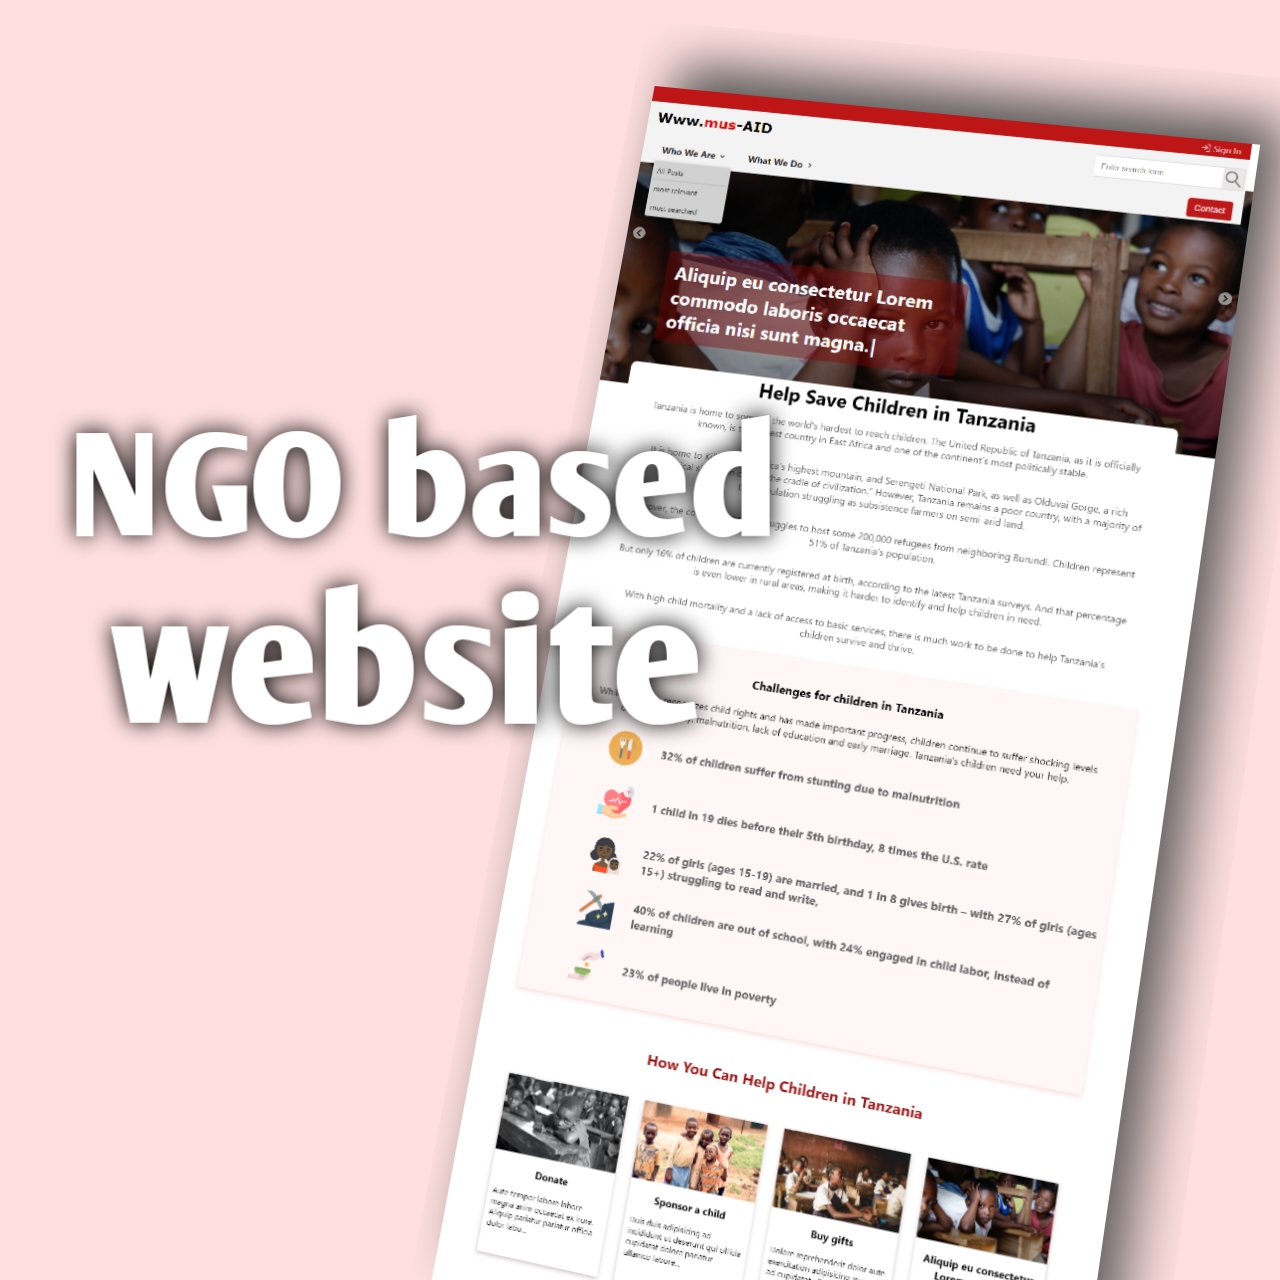 Sign In
Www.mus-AID
Who We Are
What We Do
Enter search term
All Posts
most relevant
most searched
Contact
Aliquip eu consectetur Lorem
commodo laboris occaecat
officia nisi sunt magna.|
Help Save Children in Tanzania
Tanzania is home to some of the world's hardest to reach children. The United Republic of Tanzania, as it is officially
known, is the largest country in East Africa and one of the continent's most politically stable.
It is home to Kilimanjaro, Africa's highest mountain, and Serengeti National Park, as well as Olduvai Gorge, a rich
the cradle of civilization." However, Tanzania remains a poor country, with a majority of
population struggling as subsistence farmers on semi-arid land.
struggles to host some 200,000 refugees from neighboring Burundi. Children represent
51% of Tanzania's population.
But only 16% of children are currently registered at birth, according to the latest Tanzania surveys. And that percentage
is even lower in rural areas, making it harder to identify and help children in need.
With high child mortality and a lack of access to basic services, there is much work to be done to help Tanzania's
children survive and thrive.
NGO based
website
Challenges for children in Tanzania
recognizes child rights and has made important progress, children continue to suffer shocking levels
malnutrition, lack of education and early marriage. Tanzania's children need your help.
32% of children suffer from stunting due to malnutrition
1 child in 19 dies before their 5th birthday, 8 times the U.S. rate
22% of girls (ages 15-19) are married, and 1 in 8 gives birth – with 27% of girls (ages
15+) struggling to read and write,
40% of children are out of school, with 24% engaged in child labor, instead of
learning
23% of people live in poverty
How You Can Help Children in Tanzania
Donate
Aute tempor labore labore
magna anim occaecat ex irure.
Aliquip pariatur pariatur officia
dolor labo...
Sponsor a child
Duis duis adipisicing ad
incididunt ut deserunt qui officia
cupidatat dolore pariatur
ullamco labore...
Buy gifts
Dolore reprehenderit dolor aute
exercitation adipisicing
ad cupidatat
Aliquip eu consectetur
Lorem